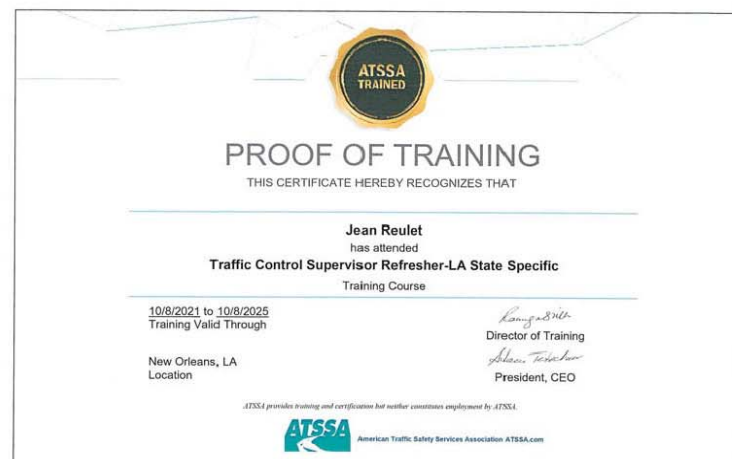 ATSSA
TRAINED
PROOF OF TRAINING
THIS CERTIFICATE HEREBY RECOGNIZES THAT
Jean Reulet
has attended
Traffic Control Supervisor Refresher-LA State Specific
Training Course
10/8/2021 to 10/8/2025
Training Valid Through
Director of Training
New Orleans, LA
Location
President, CEO
ATSSA provides training and certification but neither constitutes employment by ATSSA.
ATSSA
American Traffic Safety Services Association ATSSA.com